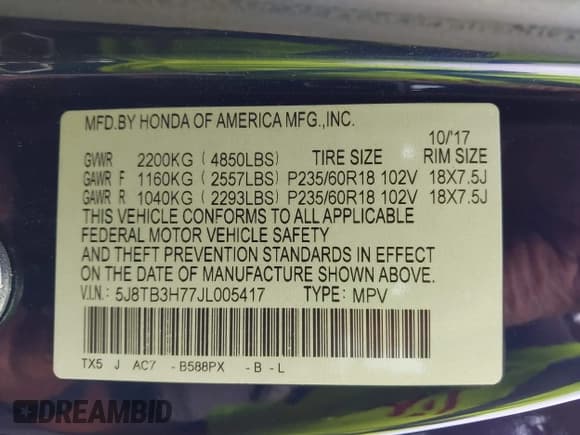 MFD.BY HONDA OF AMERICA MFG.,INC.
10/'17
GVWR 2200KG ( 4850LBS) TIRE SIZE RIM SIZE
GAWR F 1160KG ( 2557LBS) P235/60R18 102V 18X7.5J
GAWR R 1040KG ( 2293LBS) P235/60R18 102V 18X7.5J
THIS VEHICLE CONFORMS TO ALL APPLICABLE
FEDERAL MOTOR VEHICLE SAFETY
AND THEFT PREVENTION STANDARDS IN EFFECT
ON THE DATE OF MANUFACTURE SHOWN ABOVE.
V.I.N.: 5J8TB3H77JL005417 TYPE: MPV
TX5 J AC7 - B588PX - B - L
DREAMBID